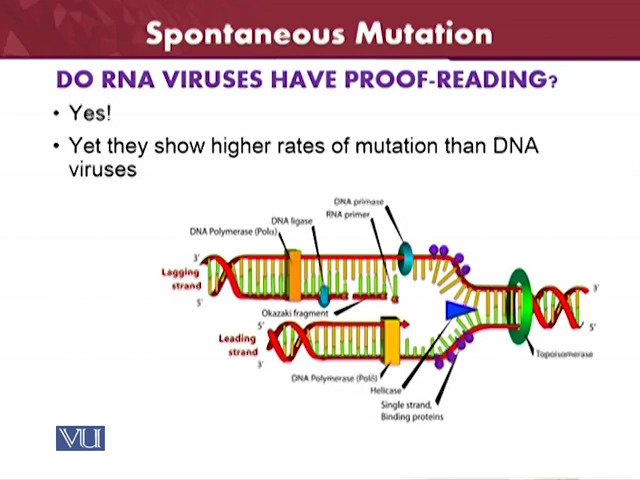 Spontaneous Mutation
DO RNA VIRUSES HAVE PROOF-READING?
• Yes!
• Yet they show higher rates of mutation than DNA
viruses
DNA primase
RNA primer
DNA ligase
DNA Polymerase (Polα)
3'
Lagging
strand
5'
Okazaki fragment
3'
5'
Topoisomerase
5'
Leading
strand
3'
DNA Polymerase (Polδ)
Helicase
Single strand,
Binding proteins
VU